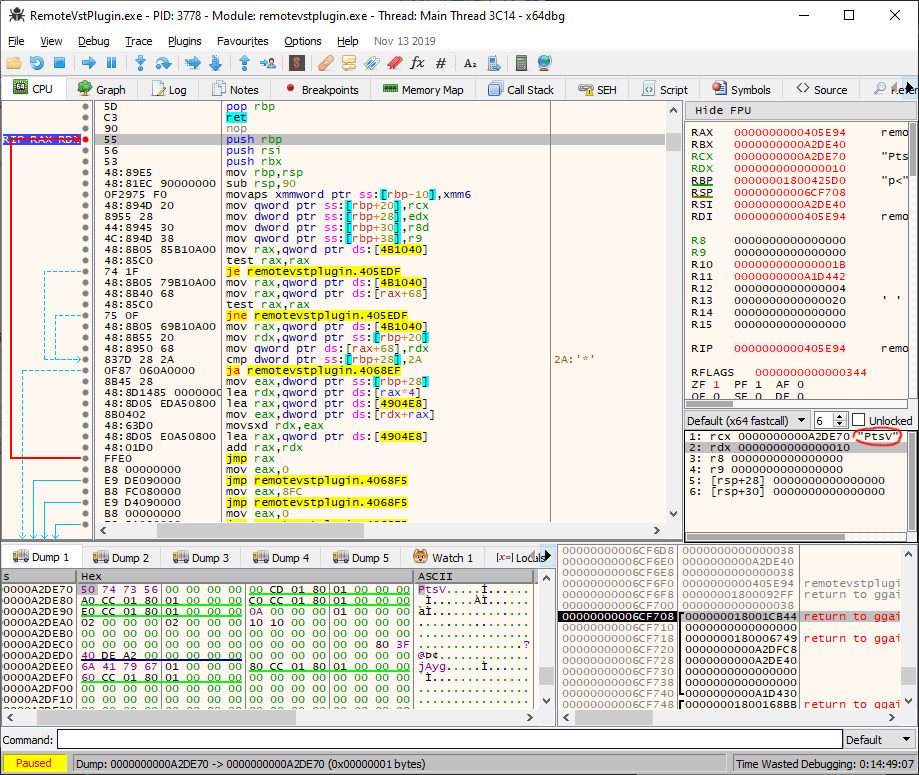 RemoteVstPlugin.exe - PID: 3778 - Module: remotevstplugin.exe - Thread: Main Thread 3C14 - x64dbg
File View Debug Trace Plugins Favourites Options Help Nov 13 2019
CPU Graph Log Notes Breakpoints Memory Map Call Stack SEH Script Symbols Source
5D pop rbp
C3 ret
90 nop
55 push rbp
56 push rsi
53 push rbx
48:89E5 mov rbp,rsp
48:81EC 90000000 sub rsp,90
0F2975 F0 movaps xmmword ptr ss:[rbp-10],xmm6
48:894D 20 mov qword ptr ss:[rbp+20],rcx
8955 28 mov dword ptr ss:[rbp+28],edx
44:8945 30 mov dword ptr ss:[rbp+30],r8d
4C:894D 38 mov qword ptr ss:[rbp+38],r9
48:8B05 85B10A00 mov rax,qword ptr ds:[4B1040]
48:85C0 test rax,rax
74 1F je remotevstplugin.405EDF
48:8B05 79B10A00 mov rax,qword ptr ds:[4B1040]
48:8B40 68 mov rax,qword ptr ds:[rax+68]
48:85C0 test rax,rax
75 0F jne remotevstplugin.405EDF
48:8B05 69B10A00 mov rax,qword ptr ds:[4B1040]
48:8B55 20 mov rdx,qword ptr ss:[rbp+20]
48:8950 68 mov qword ptr ds:[rax+68],rdx
837D 28 2A cmp dword ptr ss:[rbp+28],2A 2A:'*'
0F87 060A0000 ja remotevstplugin.4068EF
8B45 28 mov eax,dword ptr ss:[rbp+28]
48:8D1485 0000000 lea rdx,qword ptr ds:[rax*4]
48:8D05 EDA50800 lea rax,qword ptr ds:[4904E8]
8B0402 mov eax,dword ptr ds:[rdx+rax]
48:63D0 movsxd rdx,eax
48:8D05 E0A50800 lea rax,qword ptr ds:[4904E8]
48:01D0 add rax,rdx
FFE0 jmp rax
B8 00000000 mov eax,0
E9 DE090000 jmp remotevstplugin.4068F5
B8 FC080000 mov eax,8FC
E9 D4090000 jmp remotevstplugin.4068F5
B8 00000000 mov eax,0
Hide FPU
RAX 0000000000405E94 remo
RBX 000000000A2DE40
RCX 000000000A2DE70 "Pts
RDX 0000000000000010
RBP 00000001800425D0 "p<"
RSP 00000000006CF708
RSI 000000000A2DE40
RDI 0000000000405E94 remo
R8 0000000000000000
R9 0000000000000000
R10 000000000000001B
R11 000000000A1D442
R12 0000000000000004
R13 0000000000000020 ' '
R14 0000000000000000
R15 0000000000000000
RIP 0000000000405E94 remo
RFLAGS 0000000000000344
ZF 1 PF 1 AF 0
OF 0 SF 0 DF 0
Default (x64 fastcall) 6 Unlocked
1: rcx 000000000A2DE70 "PtsV"
2: rdx 0000000000000010
3: r8 0000000000000000
4: r9 0000000000000000
5: [rsp+28] 0000000000000000
6: [rsp+30] 0000000000000000
Dump 1 Dump 2 Dump 3 Dump 4 Dump 5 Watch 1 [x=] Locals
s Hex ASCII
0000A2DE70 50 74 73 56 00 00 00 00 00 CD 01 80 01 00 00 00 PtsV.....Í......
0000A2DE80 A0 CC 01 80 01 00 00 00 C0 CC 01 80 01 00 00 00
0000A2DE90 E0 CC 01 80 01 00 00 00 0A 00 00 00 01 00 00 00
0000A2DEA0 02 00 00 00 02 00 00 00 10 10 00 00 00 00 00 00
0000A2DEB0 00 00 00 00 00 00 00 00 00 00 00 00 00 00 00 00
0000A2DEC0 00 00 00 00 00 00 00 00 00 00 00 00 00 00 80 3F
0000A2DED0 40 DE A2 00 00 00 00 00 00 00 00 00 00 00 00 00
0000A2DEE0 6A 41 79 67 01 00 00 00 80 CC 01 80 01 00 00 00
0000A2DEF0 60 CC 01 80 01 00 00 00 00 00 00 00 00 00 00 00
0000A2DF00 00 00 00 00 00 00 00 00 00 00 00 00 00 00 00 00
0000A2DF10 00 00 00 00 00 00 00 00 00 00 00 00 00 00 00 00
00000000006CF6D8 0000000000000038
00000000006CF6E0 0000000000A2DE40
00000000006CF6E8 0000000000000038
00000000006CF6F0 0000000000405E94 remotevstplugi
00000000006CF6F8 00000001800092FF return to ggai
00000000006CF700 0000000000000038
00000000006CF708 000000018001CB44 return to ggai
00000000006CF710 0000000000000000
00000000006CF718 0000000180006749 return to ggai
00000000006CF720 0000000000A2DFC8
00000000006CF728 0000000000A2DE40
00000000006CF730 0000000000000000
00000000006CF738 0000000000000000
00000000006CF740 0000000000A1D430
00000000006CF748 00000001800168BB return to ggai
Command: Default
Paused Dump: 0000000000A2DE70 -> 0000000000A2DE70 (0x00000001 bytes) Time Wasted Debugging: 0:14:49:07